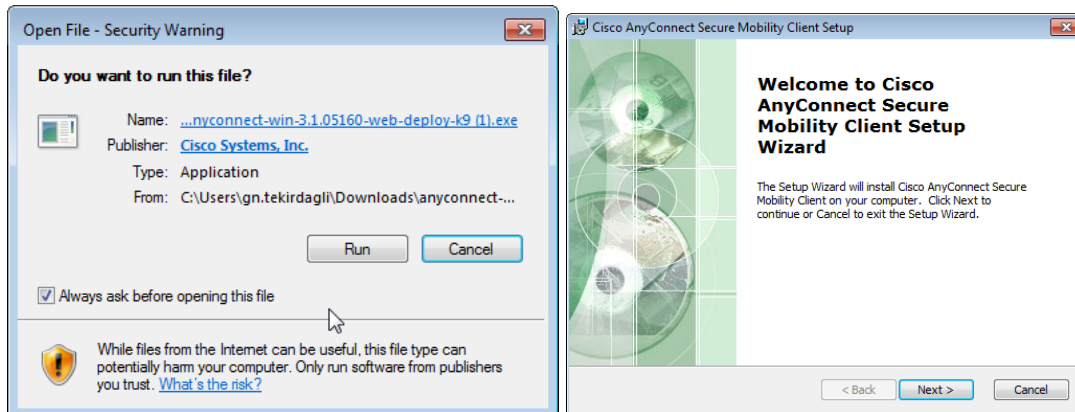 Open File - Security Warning
Do you want to run this file?
Name: ...nyconnect-win-3.1.05160-web-deploy-k9 (1).exe
Publisher: Cisco Systems, Inc.
Type: Application
From: C:\Users\gn.tekirdagli\Downloads\anyconnect-...
Run Cancel
Always ask before opening this file
While files from the Internet can be useful, this file type can
potentially harm your computer. Only run software from publishers
you trust. What's the risk?
Cisco AnyConnect Secure Mobility Client Setup
Welcome to Cisco
AnyConnect Secure
Mobility Client Setup
Wizard
The Setup Wizard will install Cisco AnyConnect Secure
Mobility Client on your computer. Click Next to
continue or Cancel to exit the Setup Wizard.
< Back Next > Cancel